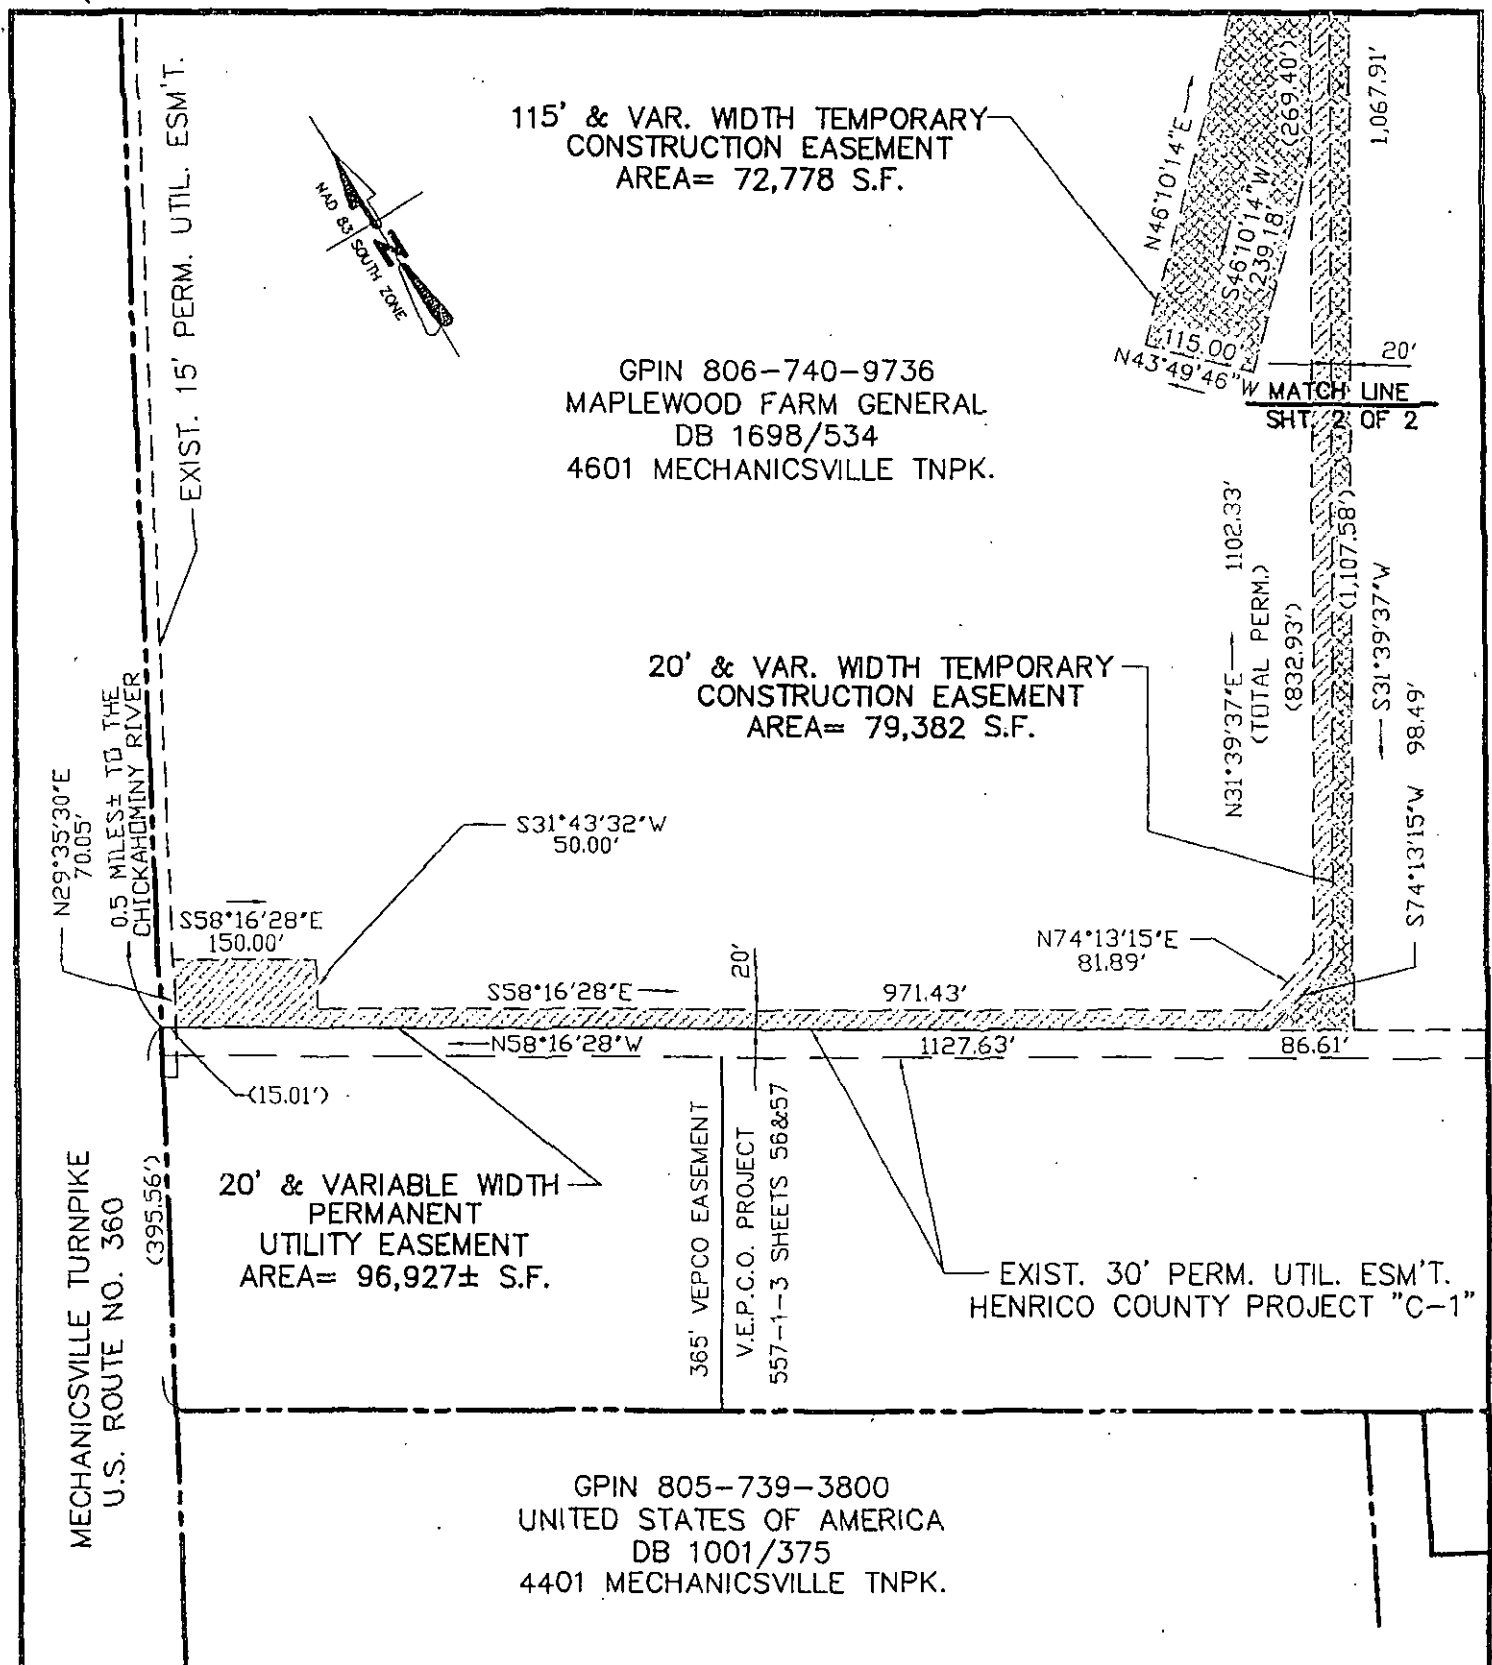 EXIST. 15' PERM. UTIL. ESM'T.
115' & VAR. WIDTH TEMPORARY
CONSTRUCTION EASEMENT
AREA= 72,778 S.F.
NAD 83 SOUTH ZONE
N
N46°10'14"E
S46°10'14"W
239.18'
(269.40')
1,067.91'
115.00'
N43°49'46"W
20'
MATCH LINE
SHT 2 OF 2
GPIN 806-740-9736
MAPLEWOOD FARM GENERAL
DB 1698/534
4601 MECHANICSVILLE TNPK.
N31°39'37"E 1102.33'
(TOTAL PERM.)
(832.93')
(1,107.58')
S31°39'37"W
20' & VAR. WIDTH TEMPORARY
CONSTRUCTION EASEMENT
AREA= 79,382 S.F.
S74°13'15"W 98.49'
N29°35'30"E
70.05'
0.5 MILES± TO THE
CHICKAHOMINY RIVER
S31°43'32"W
50.00'
S58°16'28"E
150.00'
N74°13'15"E
81.89'
20'
S58°16'28"E
971.43'
N58°16'28"W
1127.63'
86.61'
(15.01')
(395.56')
MECHANICSVILLE TURNPIKE
U.S. ROUTE NO. 360
20' & VARIABLE WIDTH
PERMANENT
UTILITY EASEMENT
AREA= 96,927± S.F.
365' VEPCO EASEMENT
V.E.P.C.O. PROJECT
557-1-3 SHEETS 56&57
EXIST. 30' PERM. UTIL. ESM'T.
HENRICO COUNTY PROJECT "C-1"
GPIN 805-739-3800
UNITED STATES OF AMERICA
DB 1001/375
4401 MECHANICSVILLE TNPK.